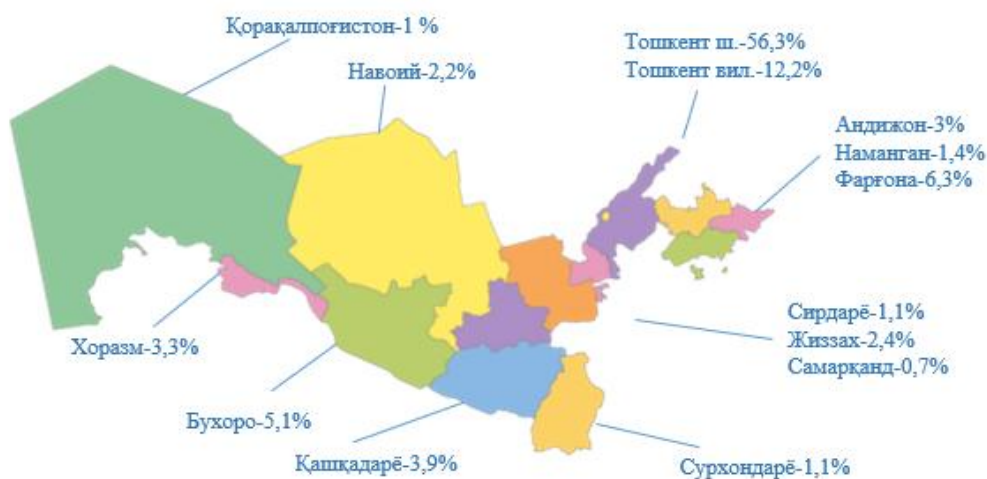 Қорақалпоғистон-1 %
Навоий-2,2%
Тошкент ш.-56,3%
Тошкент вил.-12,2%
Андижон-3%
Наманган-1,4%
Фарғона-6,3%
Хоразм-3,3%
Сирдарё-1,1%
Жиззах-2,4%
Самарқанд-0,7%
Бухоро-5,1%
Қашқадарё-3,9%
Сурхондарё-1,1%